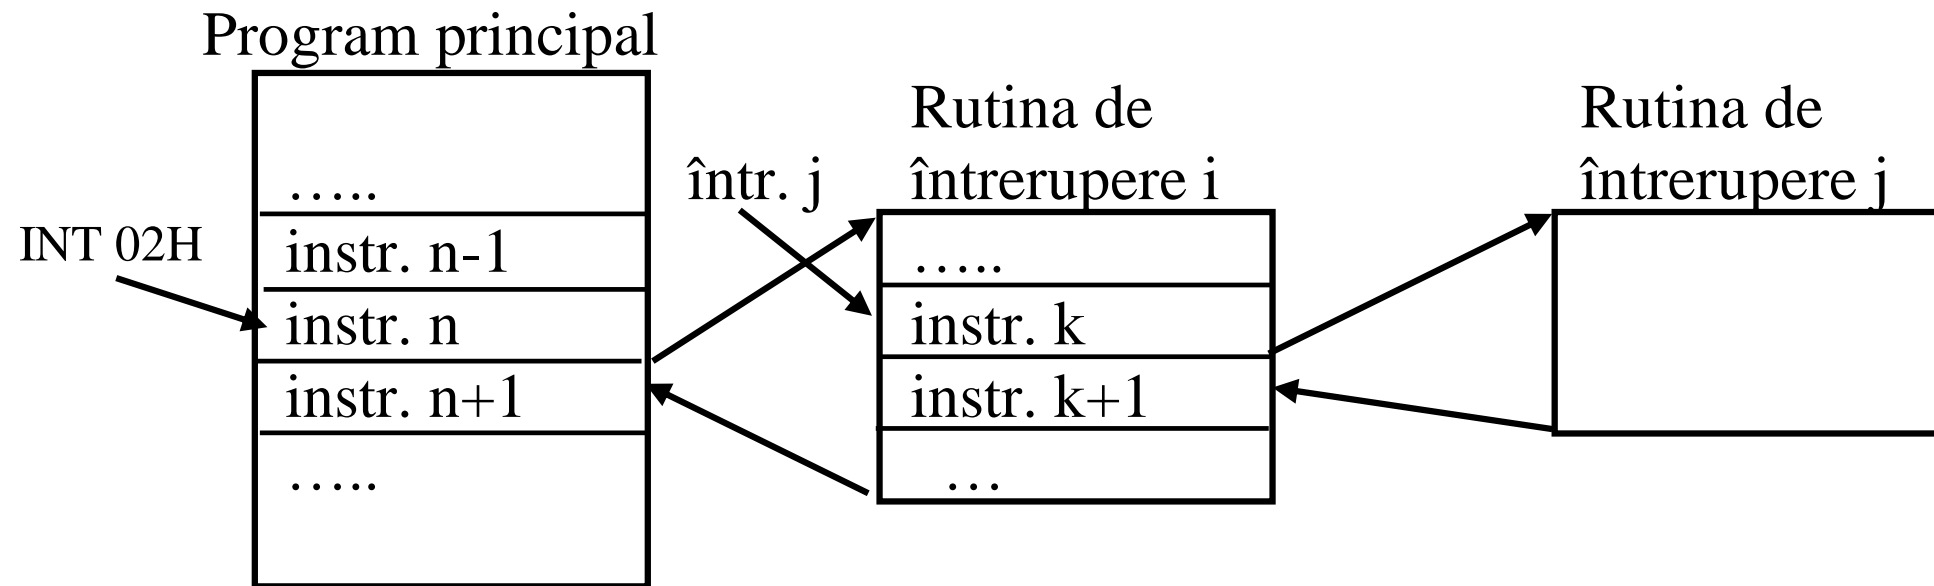 Program principal
…..
instr. n-1
INT 02H
instr. n
instr. n+1
…..
într. j
Rutina de
întrerupere i
…..
instr. k
instr. k+1
…
Rutina de
întrerupere j